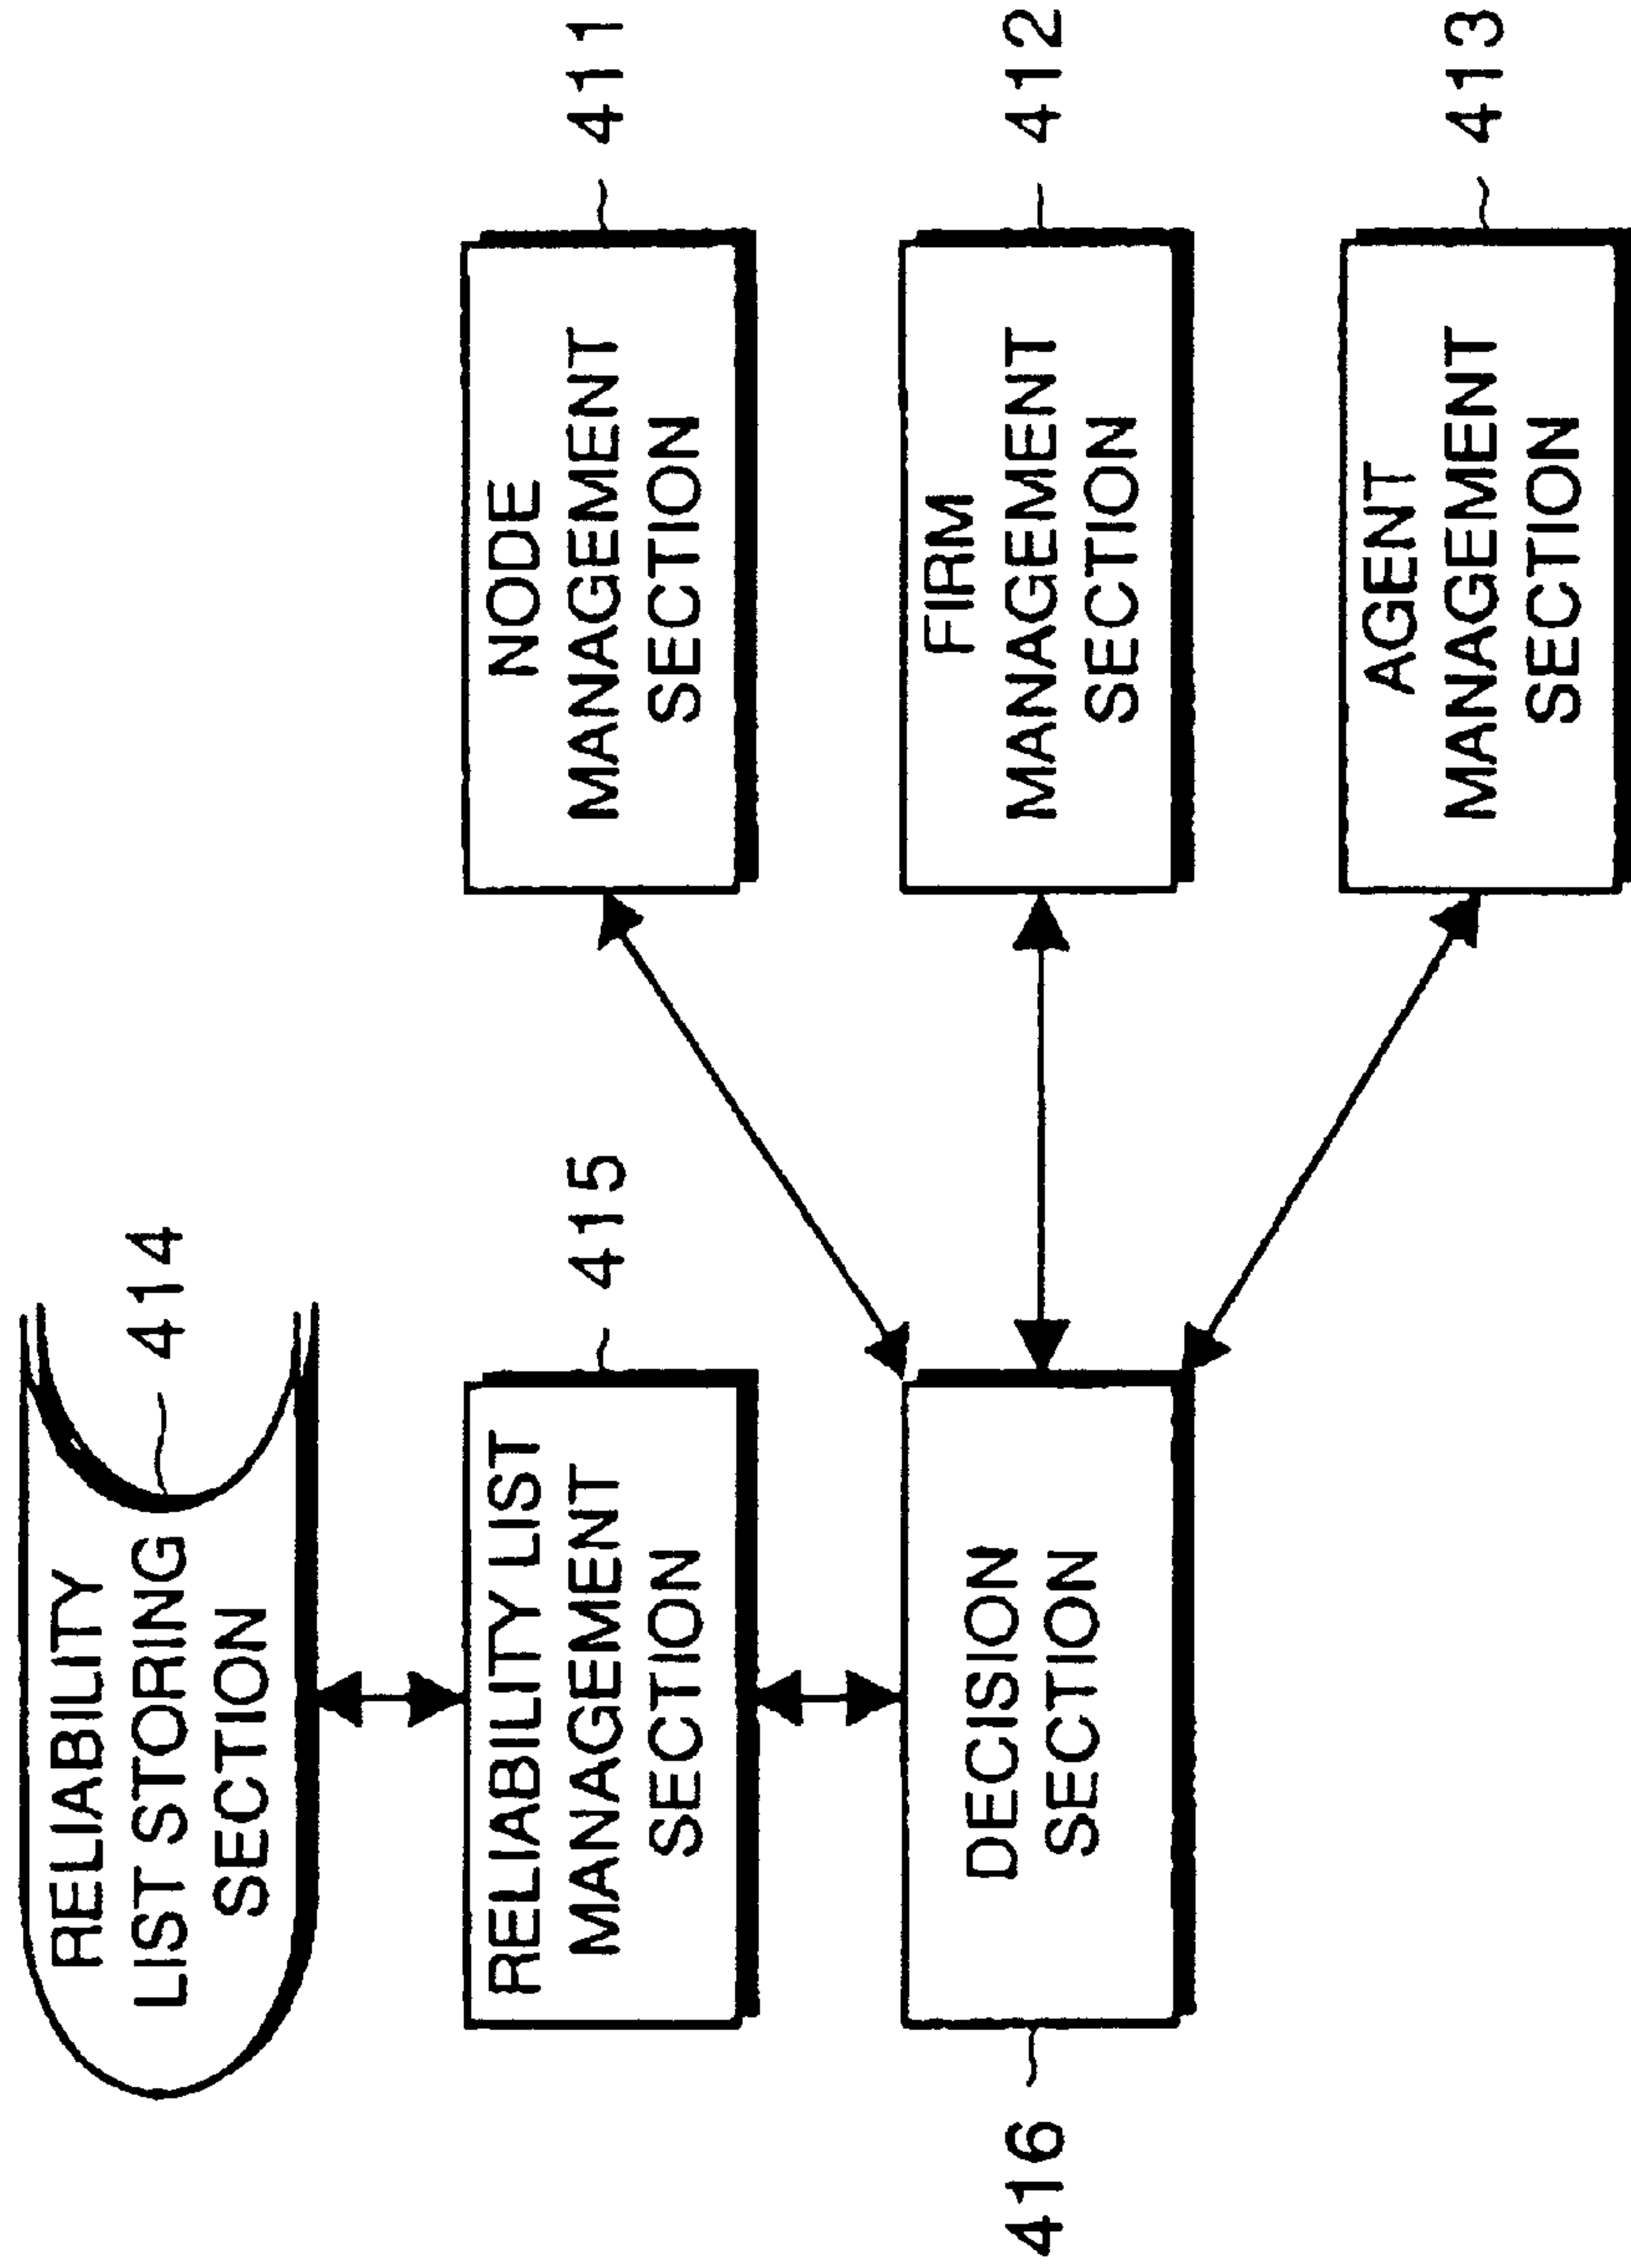 RELIABILITY
LIST STORING
SECTION
414
RELIABILITY LIST
MANAGEMENT
SECTION
415
DECISION
SECTION
416
NODE
MANAGEMENT
SECTION
411
FIRM
MANAGEMENT
SECTION
412
AGENT
MANAGEMENT
SECTION
413